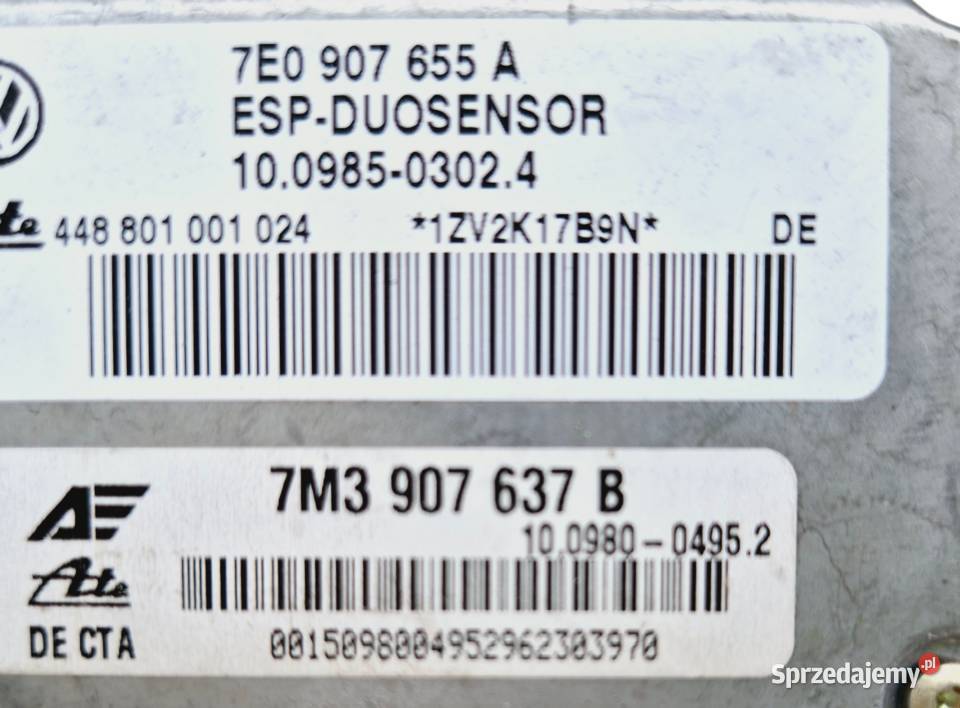 7E0 907 655 A
ESP-DUOSENSOR
10.0985-0302.4
448 801 001 024 *1ZV2K17B9N* DE
7M3 907 637 B
10.0980-0495.2
Ate
DE CTA
0015098004952962303970
Sprzedajemy.pl